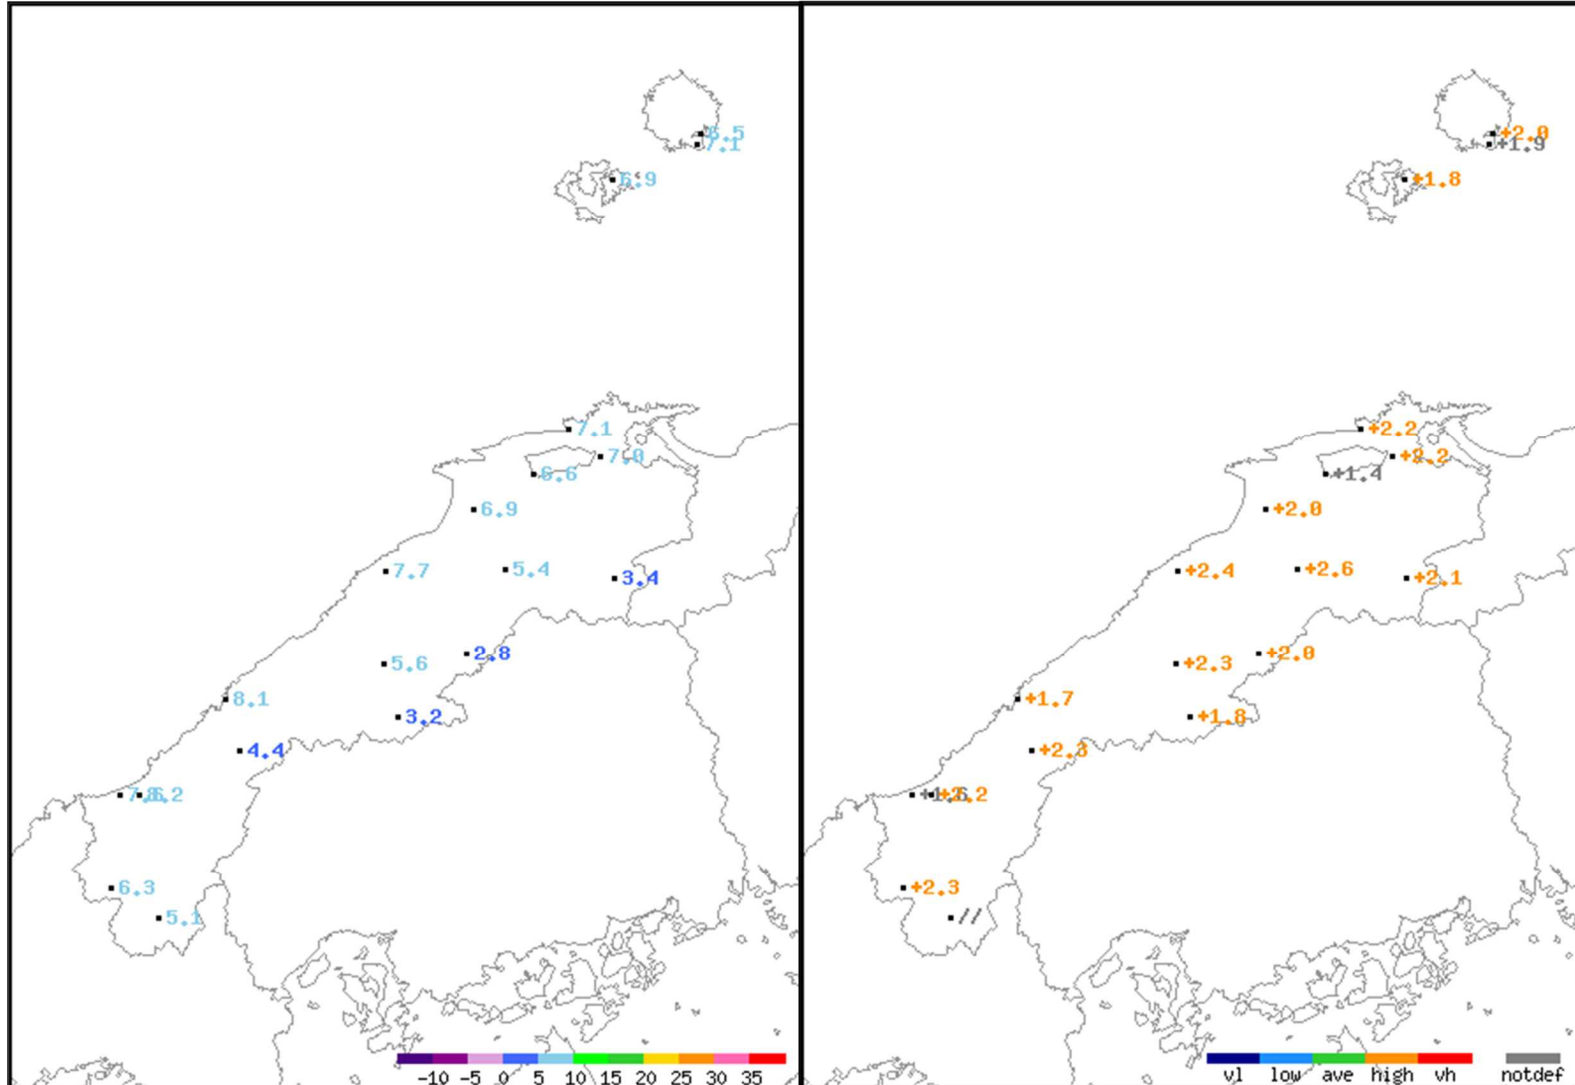 +2.0
7.1 +1.9
6.9 +1.8
7.1 +2.2
7.0 +2.2
6.6 +1.4
6.9 +2.0
7.7 5.4 3.4 +2.4 +2.6 +2.1
5.6 2.8 +2.3 +2.0
8.1 3.2 +1.7 +1.8
4.4 +2.3
6.3 +2.3
5.1 //
-10 -5 0 5 10 15 20 25 30 35 vl low ave high vh notdef